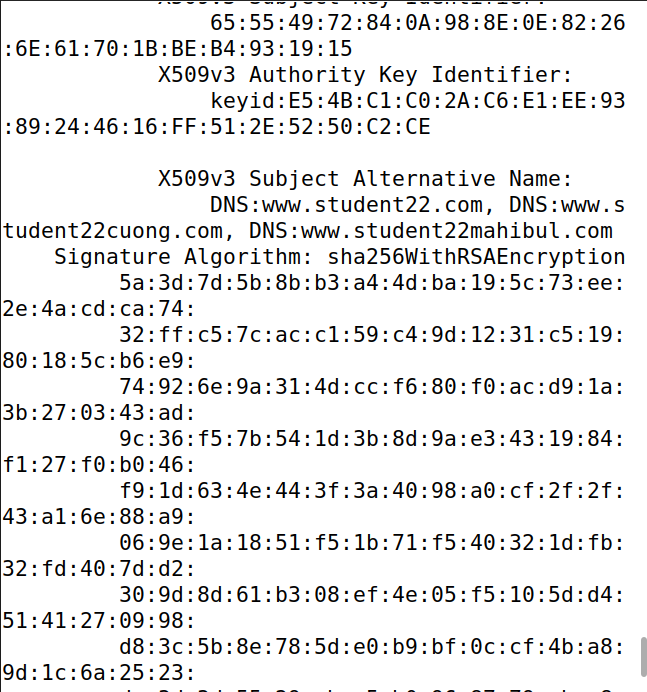 X509v3 Subject Key Identifier:
65:55:49:72:84:0A:98:8E:0E:82:26
:6E:61:70:1B:BE:B4:93:19:15
X509v3 Authority Key Identifier:
keyid:E5:4B:C1:C0:2A:C6:E1:EE:93
:89:24:46:16:FF:51:2E:52:50:C2:CE
X509v3 Subject Alternative Name:
DNS:www.student22.com, DNS:www.s
tudent22cuong.com, DNS:www.student22mahibul.com
Signature Algorithm: sha256WithRSAEncryption
5a:3d:7d:5b:8b:b3:a4:4d:ba:19:5c:73:ee:
2e:4a:cd:ca:74:
32:ff:c5:7c:ac:c1:59:c4:9d:12:31:c5:19:
80:18:5c:b6:e9:
74:92:6e:9a:31:4d:cc:f6:80:f0:ac:d9:1a:
3b:27:03:43:ad:
9c:36:f5:7b:54:1d:3b:8d:9a:e3:43:19:84:
f1:27:f0:b0:46:
f9:1d:63:4e:44:3f:3a:40:98:a0:cf:2f:2f:
43:a1:6e:88:a9:
06:9e:1a:18:51:f5:1b:71:f5:40:32:1d:fb:
32:fd:40:7d:d2:
30:9d:8d:61:b3:08:ef:4e:05:f5:10:5d:d4:
51:41:27:09:98:
d8:3c:5b:8e:78:5d:e0:b9:bf:0c:cf:4b:a8:
9d:1c:6a:25:23: